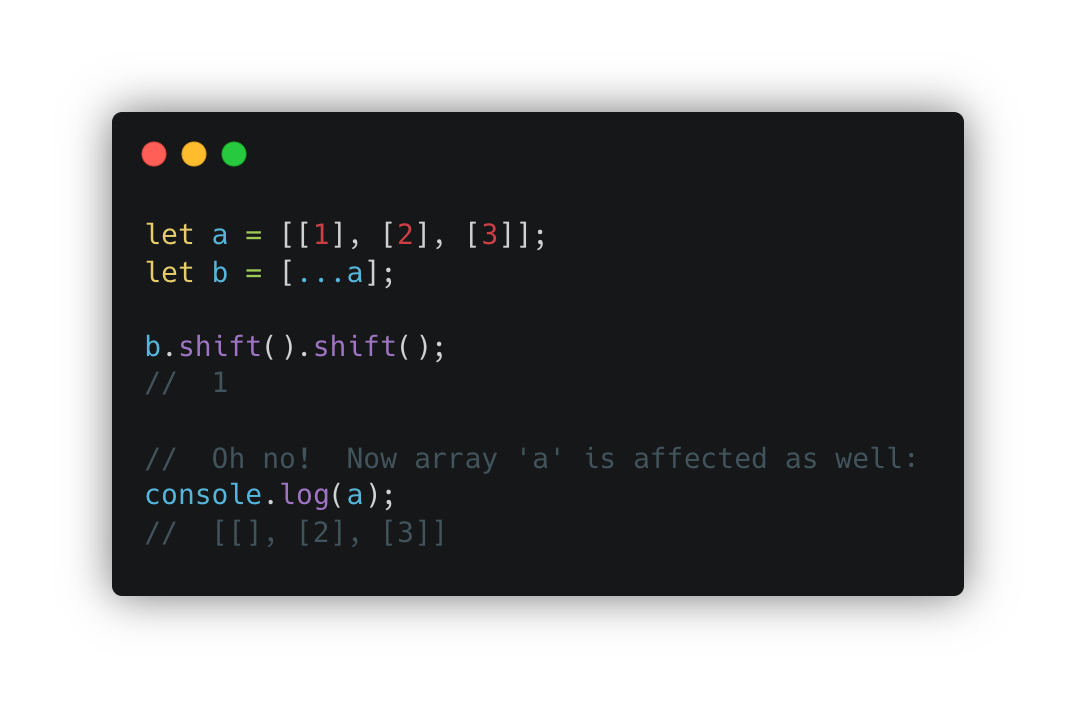 let a = [[1], [2], [3]];
let b = [...a];
b.shift().shift();
//  1
//  Oh no!  Now array 'a' is affected as well:
console.log(a);
//  [[], [2], [3]]